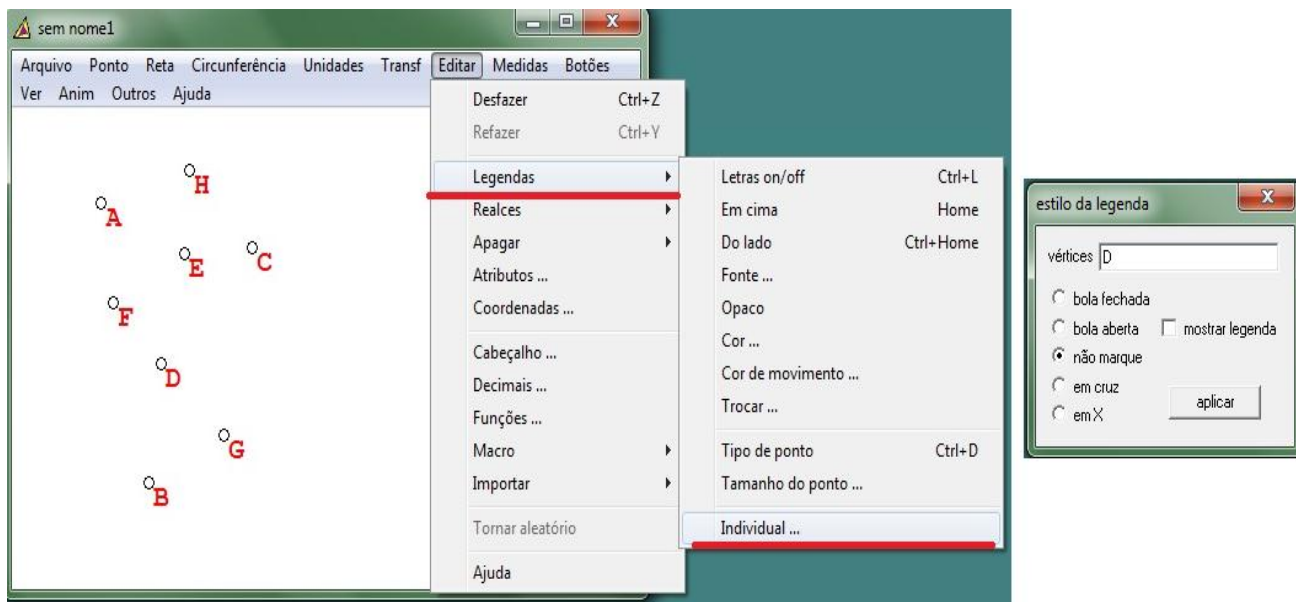 sem nome1
Arquivo Ponto Reta Circunferência Unidades Transf Editar Medidas Botões
Ver Anim Outros Ajuda
H
A
E
C
F
D
G
B
Desfazer Ctrl+Z
Refazer Ctrl+Y
Legendas
Realces
Apagar
Atributos ...
Coordenadas ...
Cabeçalho ...
Decimais ...
Funções ...
Macro
Importar
Tornar aleatório
Ajuda
Letras on/off Ctrl+L
Em cima Home
Do lado Ctrl+Home
Fonte ...
Opaco
Cor ...
Cor de movimento ...
Trocar ...
Tipo de ponto Ctrl+D
Tamanho do ponto ...
Individual ...
estilo da legenda
vértices D
bola fechada
bola aberta mostrar legenda
não marque
em cruz
em X
aplicar